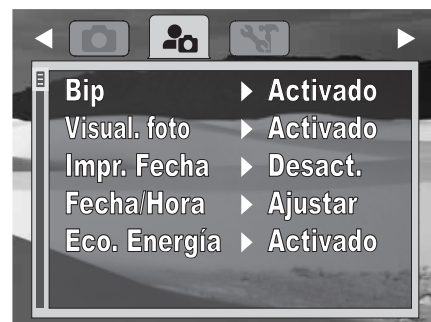 Bip Activado
Visual. foto Activado
Impr. Fecha Desact.
Fecha/Hora Ajustar
Eco. Energía Activado